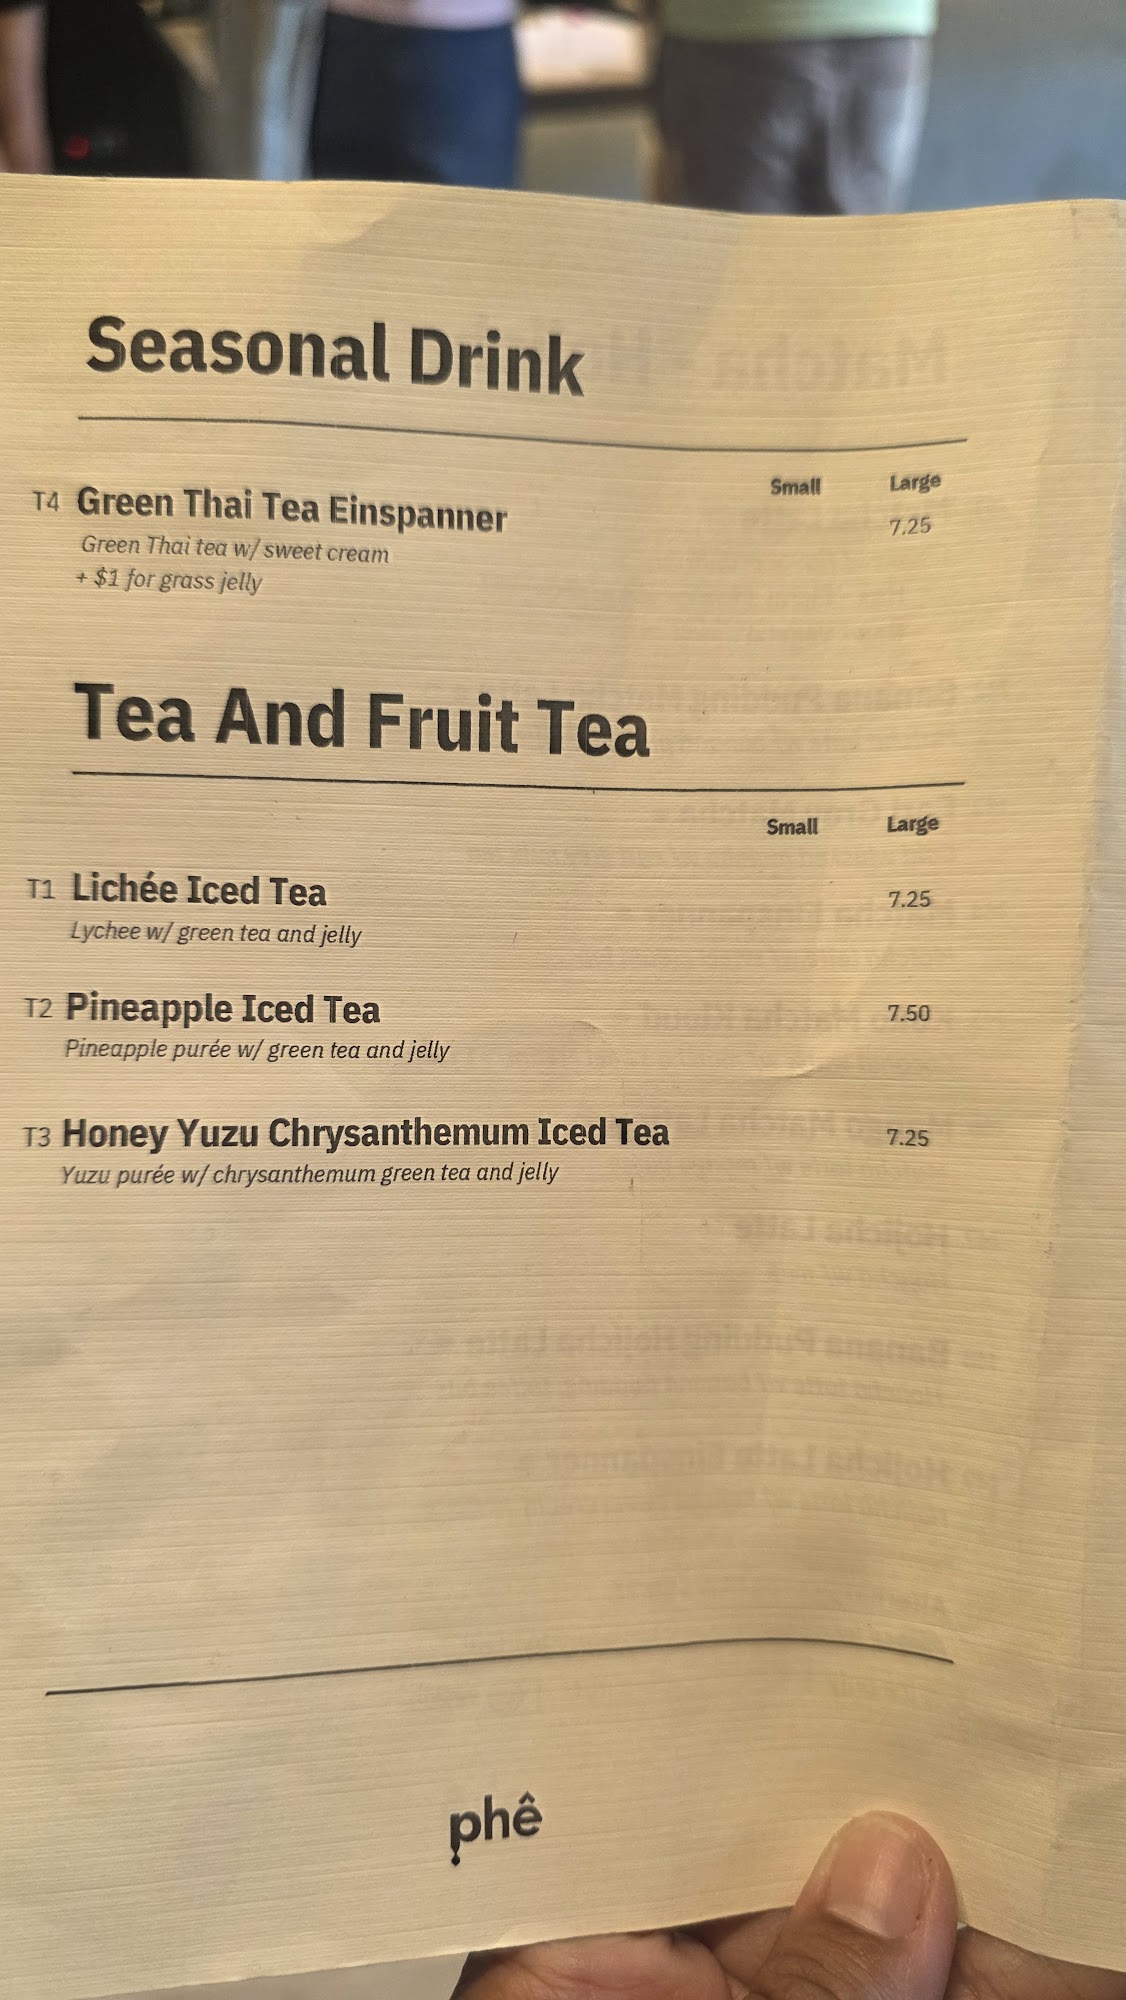 Seasonal Drink
Small Large
T4 Green Thai Tea Einspanner 7.25
Green Thai tea w/ sweet cream
+ $1 for grass jelly
Tea And Fruit Tea
Small Large
T1 Lichée Iced Tea 7.25
Lychee w/ green tea and jelly
T2 Pineapple Iced Tea 7.50
Pineapple purée w/ green tea and jelly
T3 Honey Yuzu Chrysanthemum Iced Tea 7.25
Yuzu purée w/ chrysanthemum green tea and jelly
phê